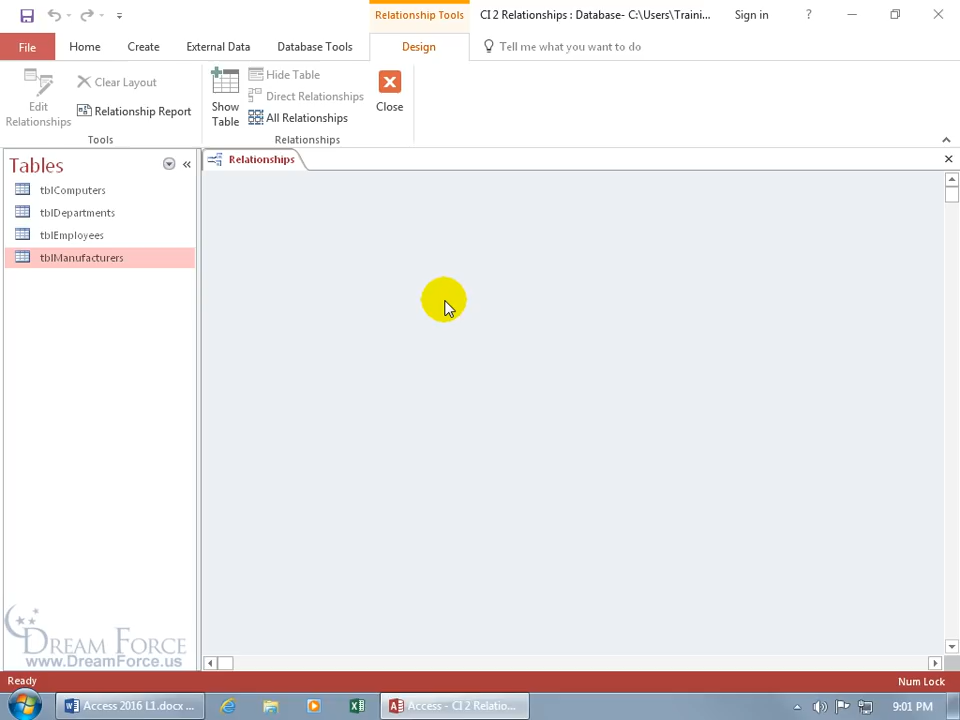 Relationship Tools
CI 2 Relationships : Database- C:\Users\Traini...
Sign in
?
File
Home
Create
External Data
Database Tools
Design
Tell me what you want to do
Edit
Relationships
Clear Layout
Relationship Report
Tools
Show
Table
Hide Table
Direct Relationships
All Relationships
Relationships
Close
Tables
Relationships
tblComputers
tblDepartments
tblEmployees
tblManufacturers
DREAM FORCE
www.DreamForce.us
Ready
Num Lock
Access 2016 L1.docx ...
Access - CI 2 Relatio...
9:01 PM